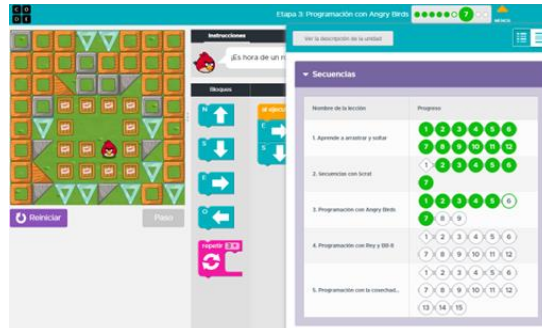 C O
D E
Etapa 3: Programación con Angry Birds
7
MENOS
Instrucciones
¡Es hora de un n
Bloques
al ejecut
N
S
E
O
E
S
repetir
Reiniciar
Paso
Ver la descripción de la unidad
Secuencias
Nombre de la lección
Progreso
1. Aprende a arrastrar y soltar
1 2 3 4 5 6
7 8 9 10 11 12
2. Secuencias con Scrat
1 2 3 4 5 6
7
3. Programación con Angry Birds
1 2 3 4 5 6
7 8 9
4. Programación con Rey y BB-8
1 2 3 4 5 6
7 8 9 10 11 12
5. Programación con la cosechad...
1 2 3 4 5 6
7 8 9 10 11 12
13 14 15